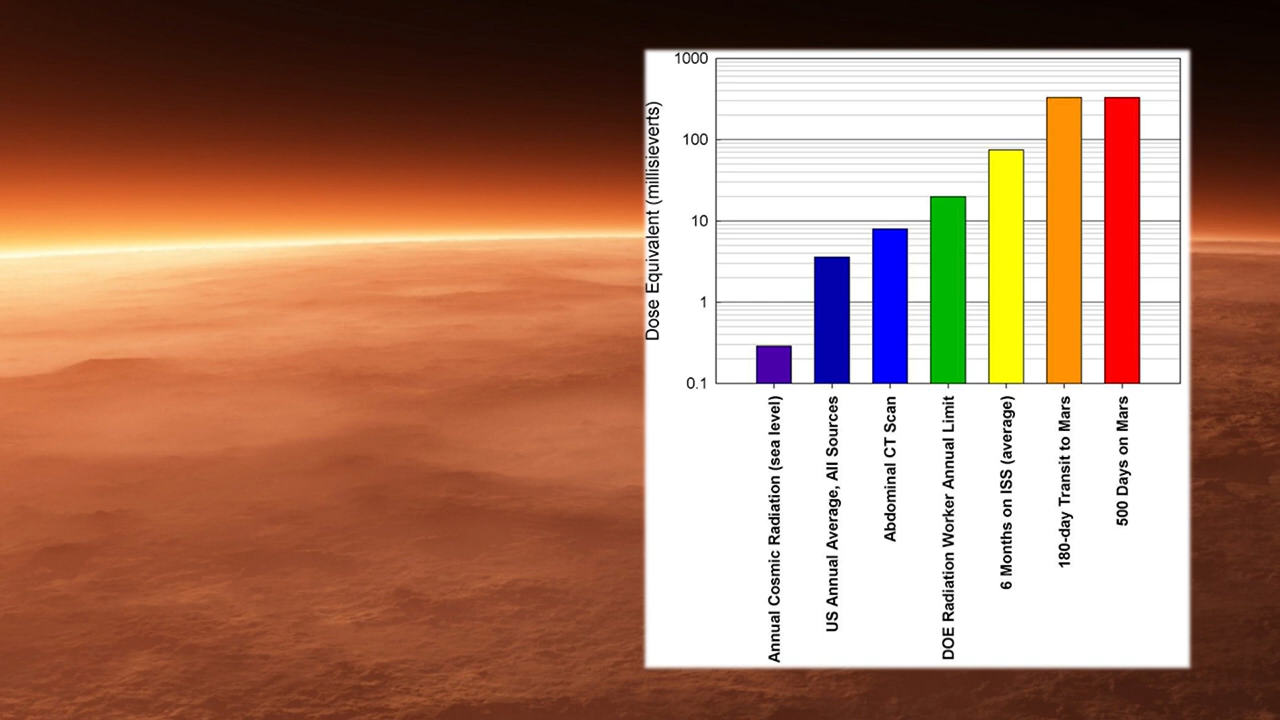 Dose Equivalent (millisieverts)
1000
100
10
1
0.1
Annual Cosmic Radiation (sea level)
US Annual Average, All Sources
Abdominal CT Scan
DOE Radiation Worker Annual Limit
6 Months on ISS (average)
180-day Transit to Mars
500 Days on Mars